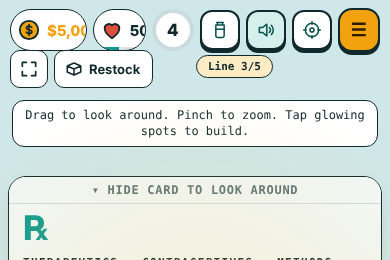 $5,00
50
4
Restock
Line 3/5
Drag to look around. Pinch to zoom. Tap glowing
spots to build.
▾ HIDE CARD TO LOOK AROUND
℞